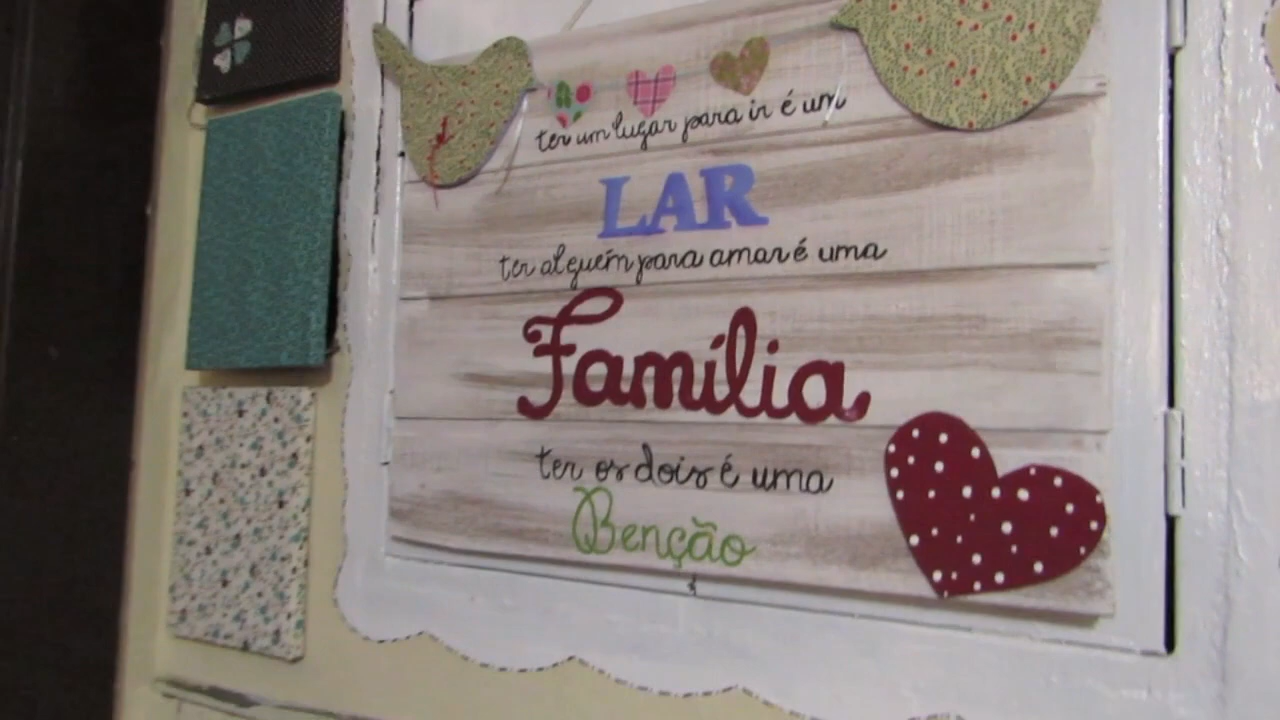 ter um lugar para ir é um
LAR
ter alguém para amar é uma
Família
ter os dois é uma
Benção